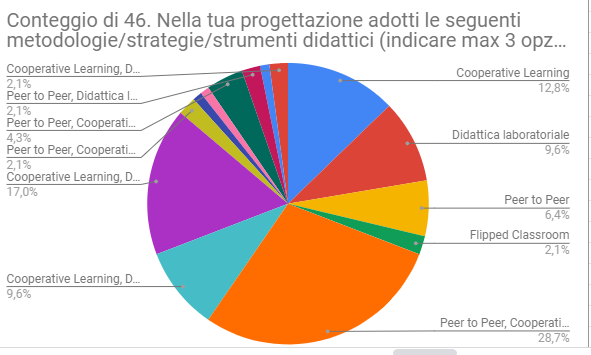 Conteggio di 46. Nella tua progettazione adotti le seguenti
metodologie/strategie/strumenti didattici (indicare max 3 opz…
Cooperative Learning, D…
2,1%
Peer to Peer, Didattica l…
2,1%
Peer to Peer, Cooperati…
4,3%
Peer to Peer, Cooperati…
2,1%
Cooperative Learning, D…
17,0%
Cooperative Learning, D…
9,6%
Cooperative Learning
12,8%
Didattica laboratoriale
9,6%
Peer to Peer
6,4%
Flipped Classroom
2,1%
Peer to Peer, Cooperati…
28,7%